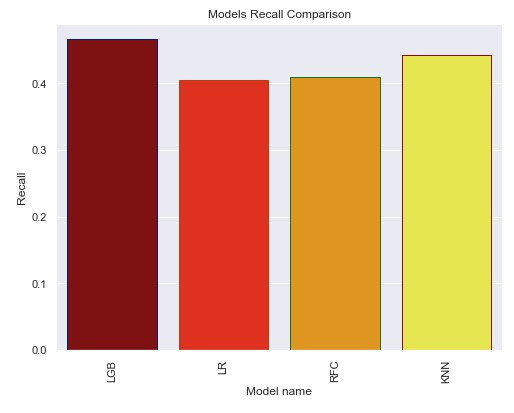 Models Recall Comparison
Recall
0.4
0.3
0.2
0.1
0.0
LGB
LR
RFC
KNN
Model name